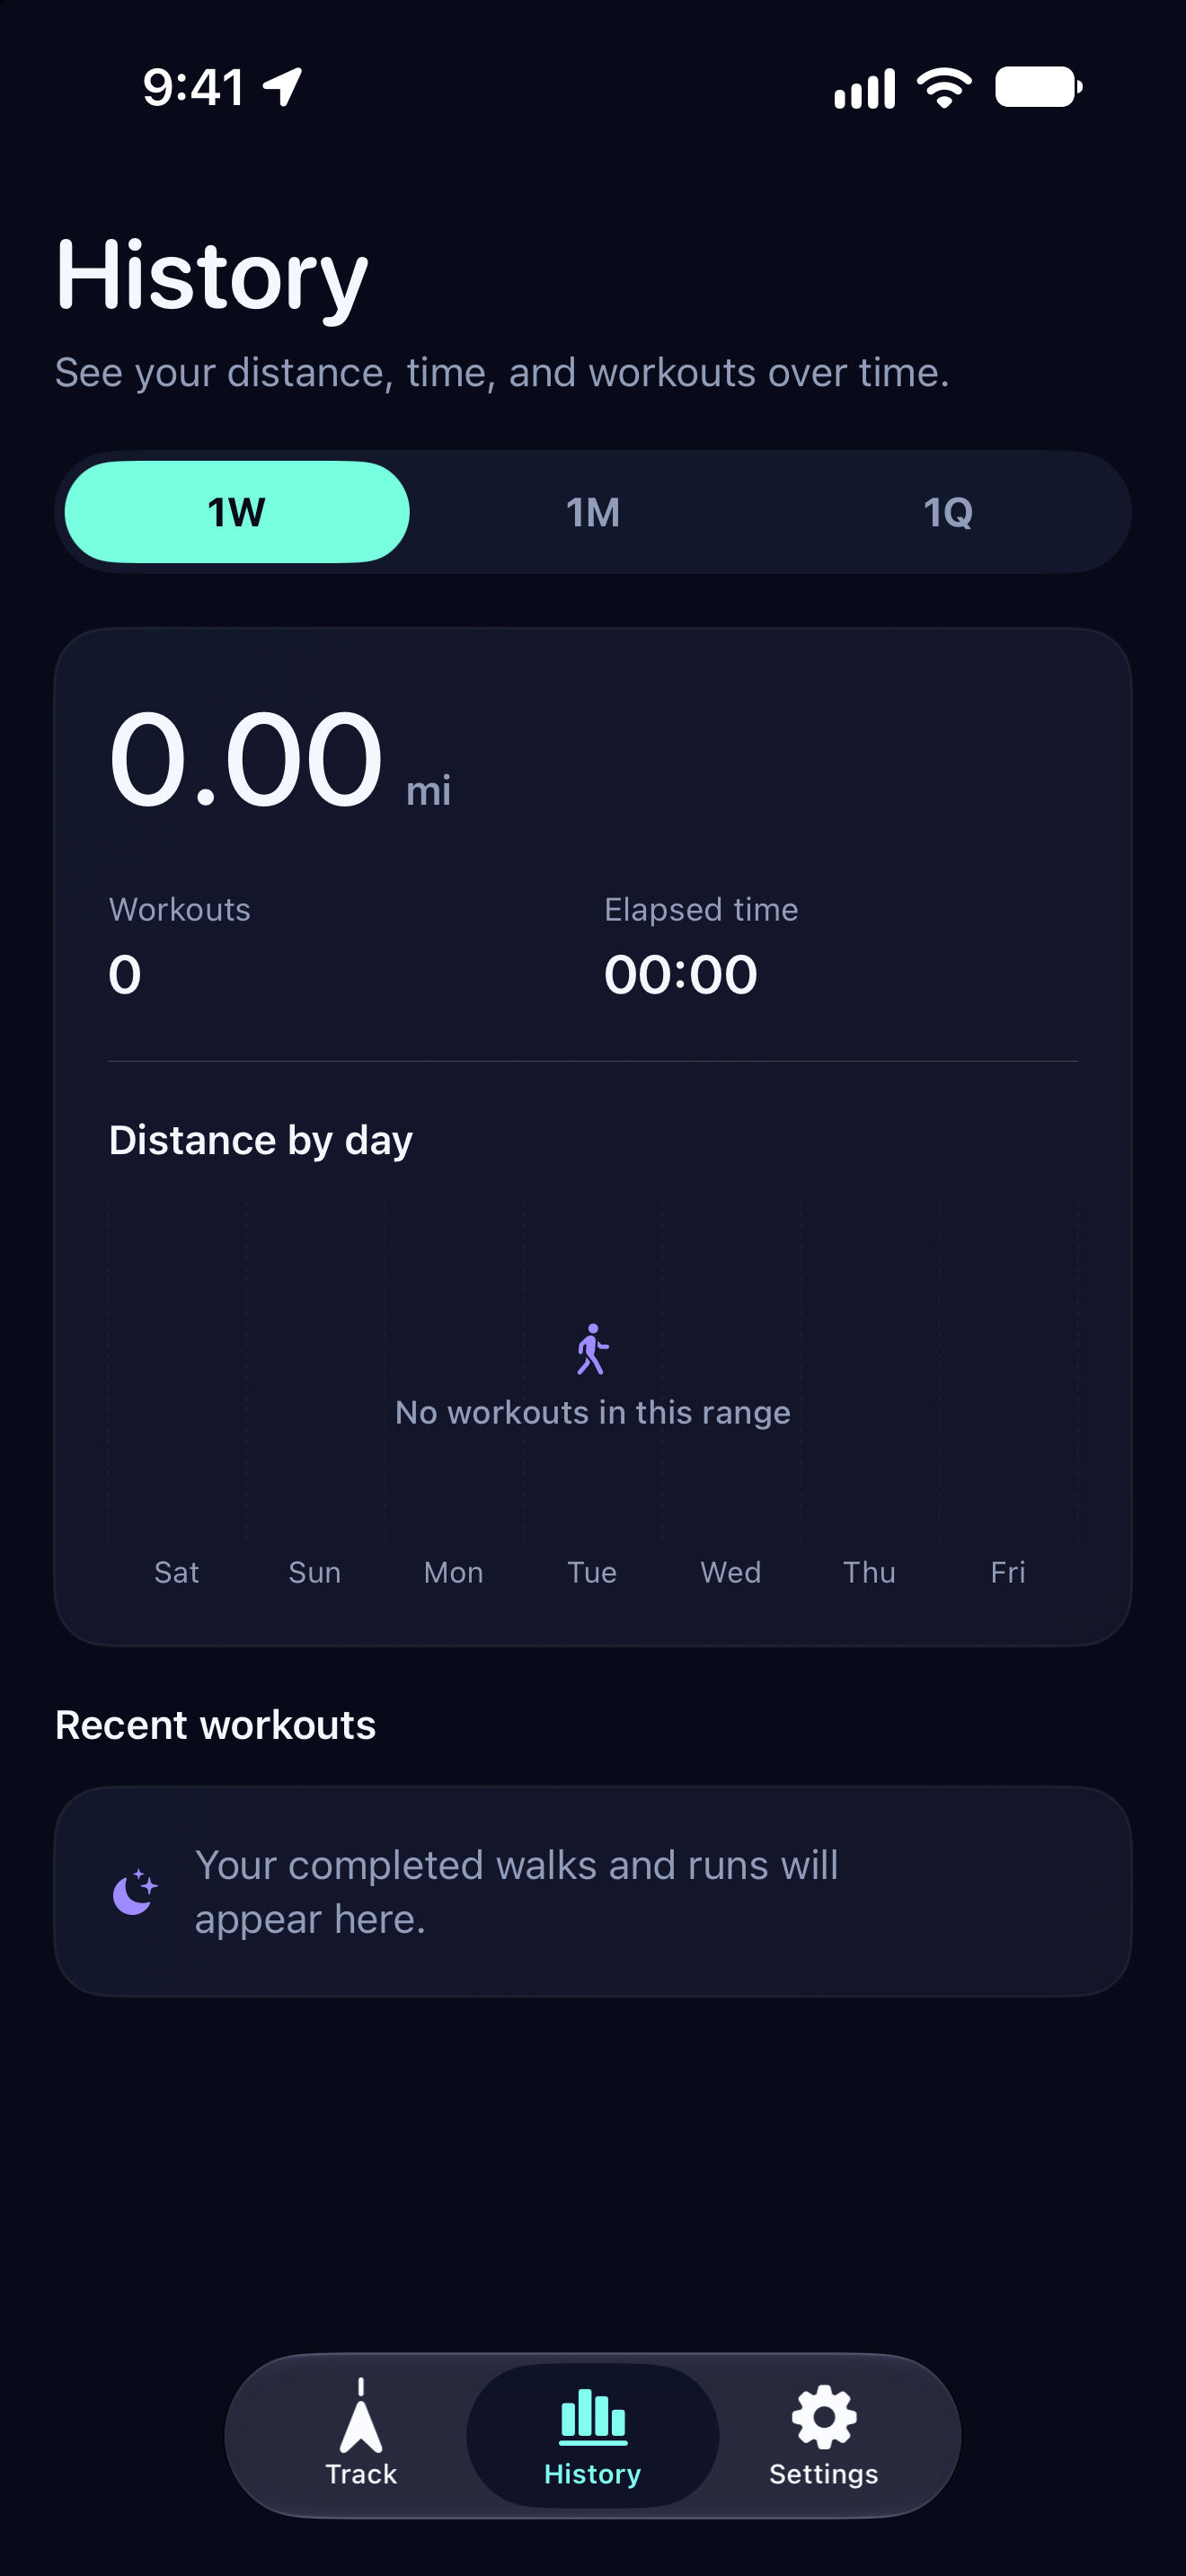 9:41
History
See your distance, time, and workouts over time.
1W 1M 1Q
0.00 mi
Workouts Elapsed time
0 00:00
Distance by day
No workouts in this range
Sat Sun Mon Tue Wed Thu Fri
Recent workouts
Your completed walks and runs will
appear here.
Track History Settings